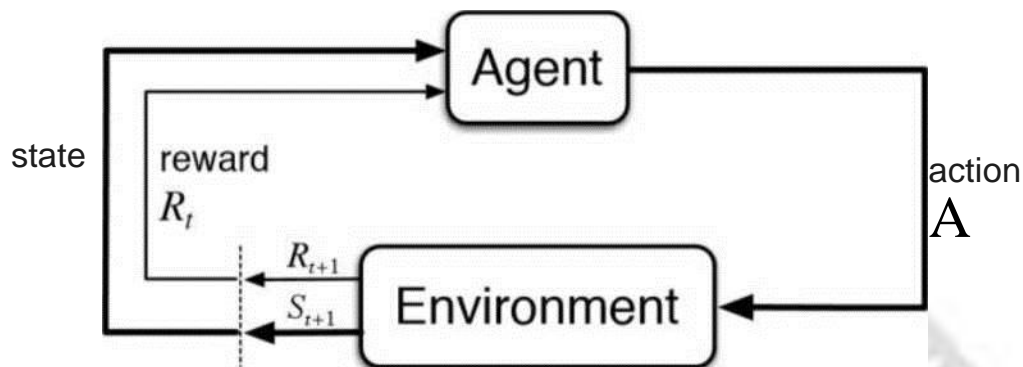 Agent
state
reward
R_t
action
A
R_{t+1}
S_{t+1}
Environment